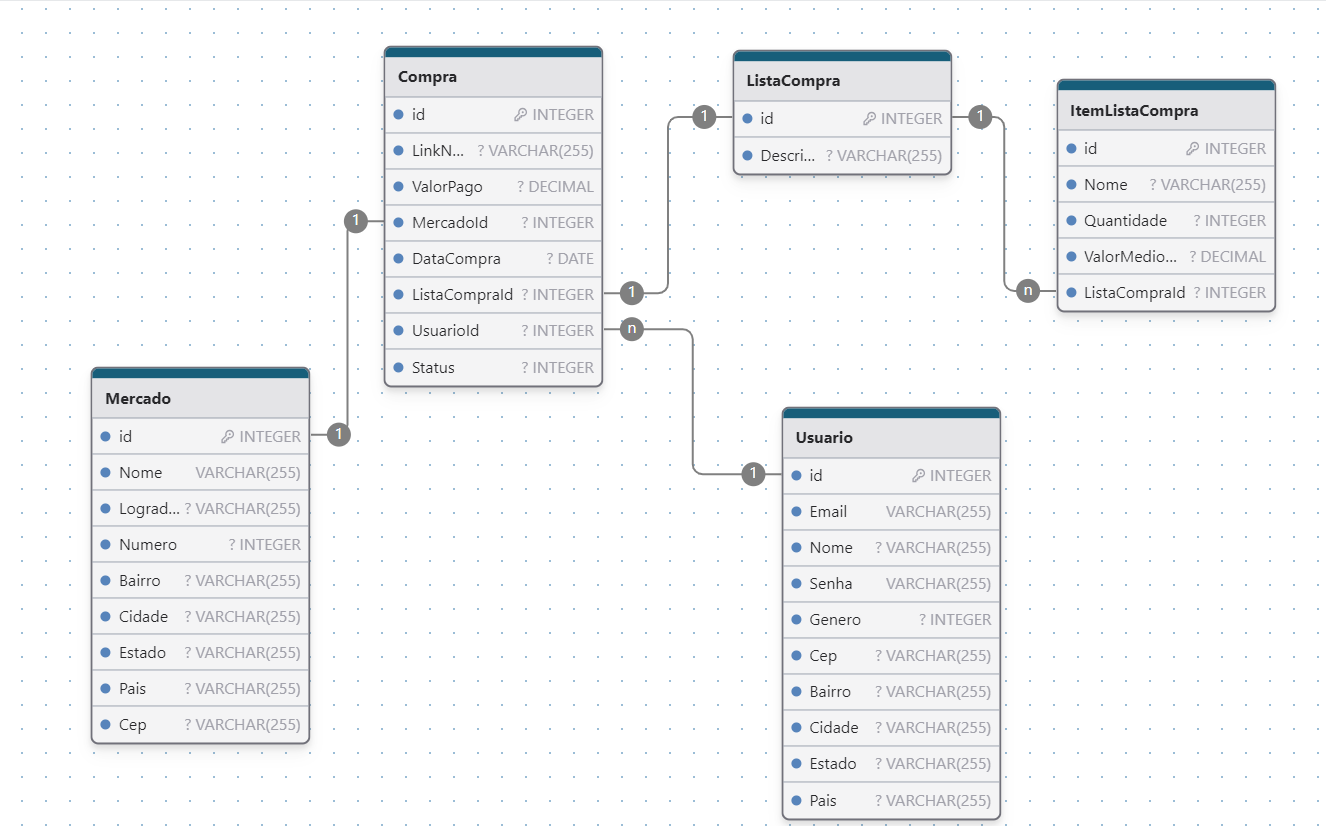 Compra
id INTEGER
LinkN... ? VARCHAR(255)
ValorPago ? DECIMAL
MercadoId ? INTEGER
DataCompra ? DATE
ListaCompraId ? INTEGER
UsuarioId ? INTEGER
Status ? INTEGER
1
1
n
1
1
ListaCompra
id INTEGER
Descri... ? VARCHAR(255)
1
n
ItemListaCompra
id INTEGER
Nome ? VARCHAR(255)
Quantidade ? INTEGER
ValorMedio... ? DECIMAL
ListaCompraId ? INTEGER
Mercado
id INTEGER
Nome VARCHAR(255)
Lograd... ? VARCHAR(255)
Numero ? INTEGER
Bairro ? VARCHAR(255)
Cidade ? VARCHAR(255)
Estado ? VARCHAR(255)
Pais ? VARCHAR(255)
Cep ? VARCHAR(255)
1
Usuario
id INTEGER
Email VARCHAR(255)
Nome ? VARCHAR(255)
Senha VARCHAR(255)
Genero ? INTEGER
Cep ? VARCHAR(255)
Bairro ? VARCHAR(255)
Cidade ? VARCHAR(255)
Estado ? VARCHAR(255)
Pais ? VARCHAR(255)